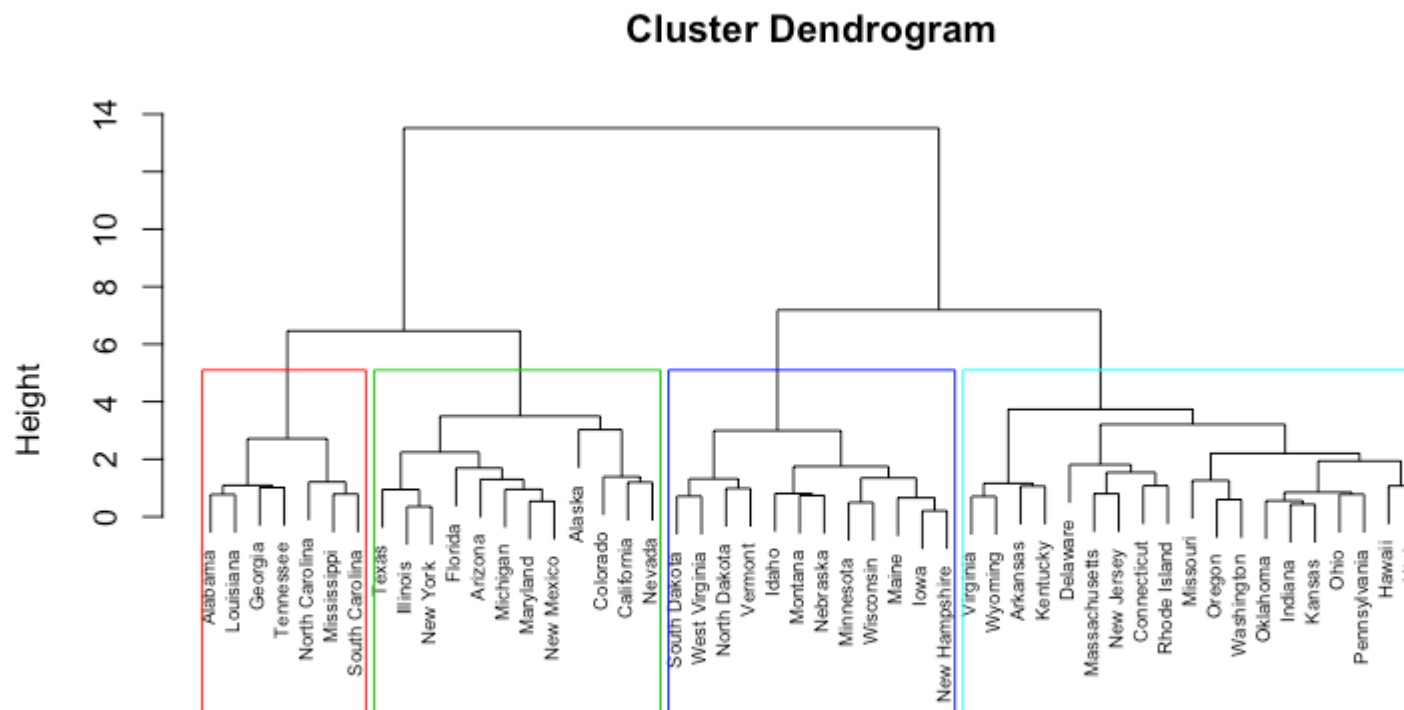 Cluster Dendrogram
Height
14
10
8
6
4
2
0
Alabama
Louisiana
Georgia
Tennessee
North Carolina
Mississippi
South Carolina
Texas
Illinois
New York
Florida
Arizona
Michigan
Maryland
New Mexico
Alaska
Colorado
California
Nevada
South Dakota
West Virginia
North Dakota
Vermont
Idaho
Montana
Nebraska
Minnesota
Wisconsin
Maine
Iowa
New Hampshire
Virginia
Wyoming
Arkansas
Kentucky
Delaware
Massachusetts
New Jersey
Connecticut
Rhode Island
Missouri
Oregon
Washington
Oklahoma
Indiana
Kansas
Ohio
Pennsylvania
Hawaii